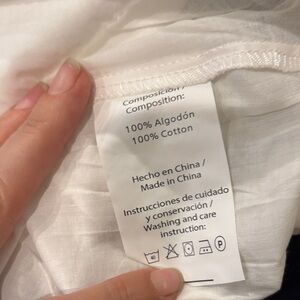 Composición /
Composition:
100% Algodón
100% Cotton
Hecho en China /
Made in China
Instrucciones de cuidado
y conservación /
Washing and care
instruction:
P